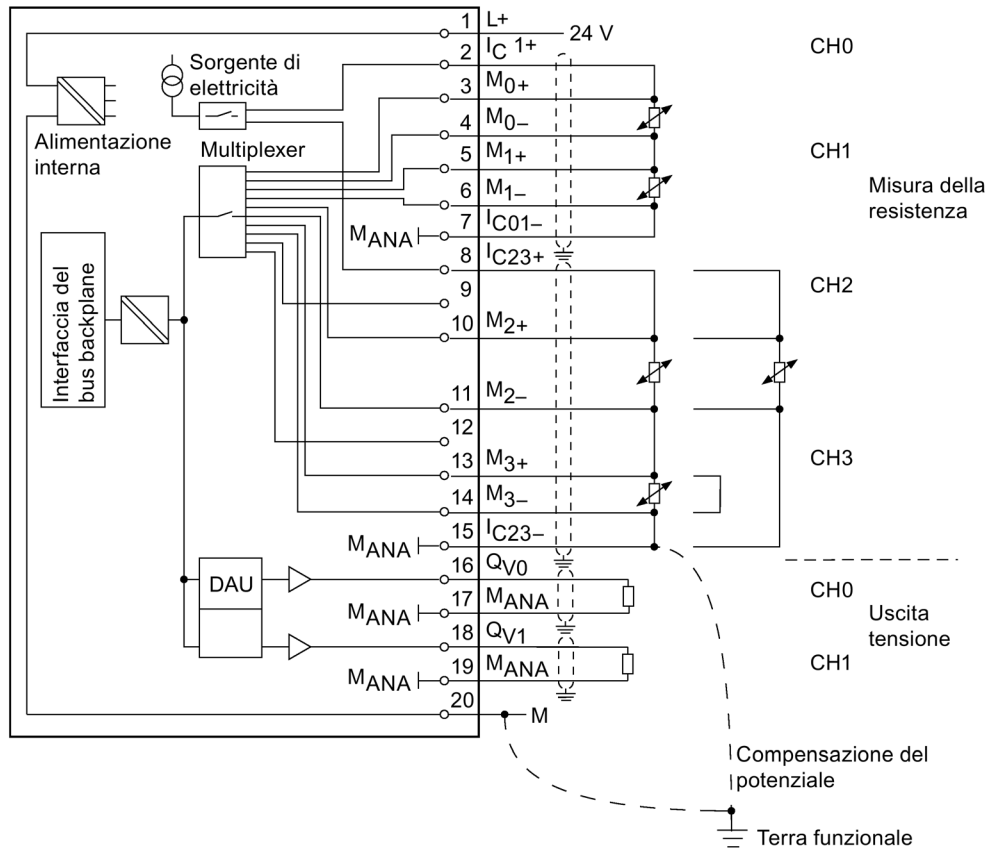 1 L+ 24 V
2 IC 1+ CH0
Sorgente di
elettricità
3 M0+
4 M0–
Alimentazione
interna
Multiplexer
5 M1+ CH1
6 M1–
Misura della
resistenza
7 IC01–
MANA
8 IC23+
9 CH2
10 M2+
Interfaccia del
bus backplane
11 M2–
12
13 M3+ CH3
14 M3–
15 IC23–
MANA
16 QV0
DAU
CH0
17 MANA
MANA
Uscita
tensione
18 QV1
19 MANA CH1
MANA
20
M
Compensazione del
potenziale
Terra funzionale